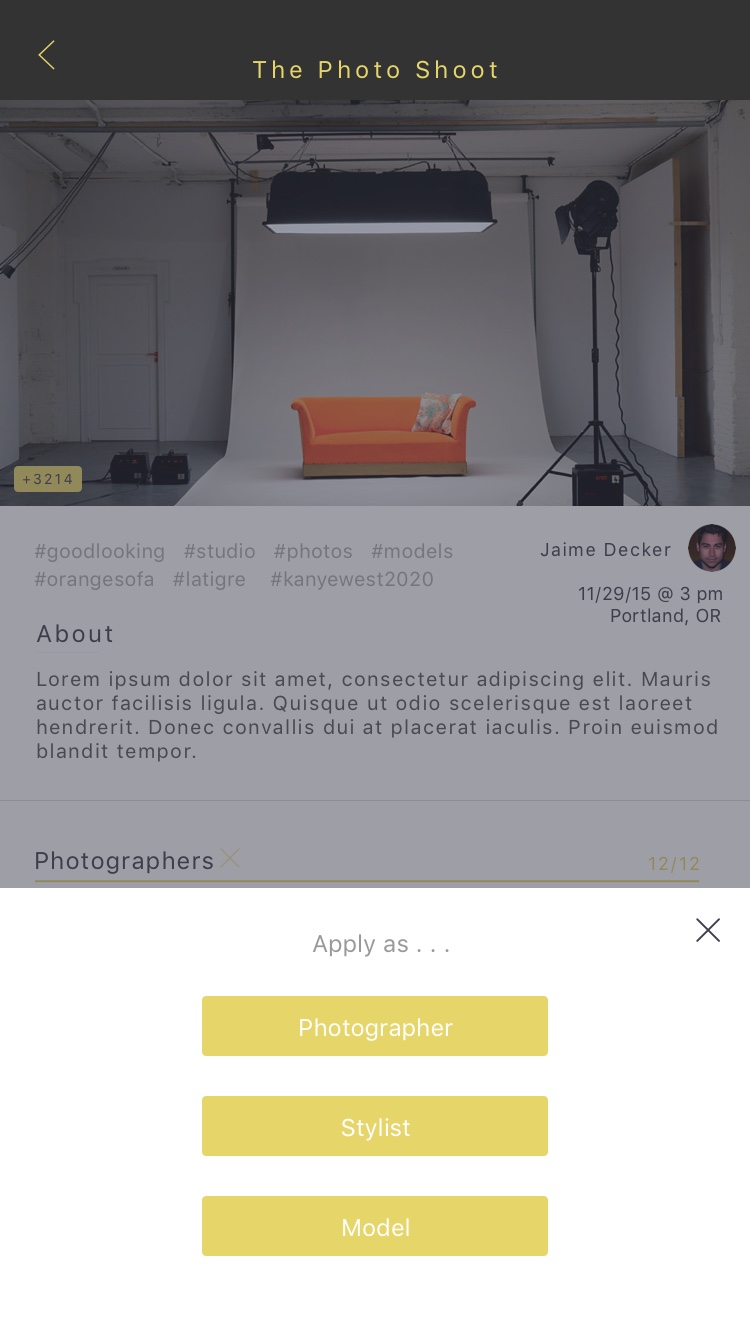 The Photo Shoot
+3214
#goodlooking #studio #photos #models
#orangesofa #latigre #kanyewest2020
Jaime Decker
11/29/15 @ 3 pm
Portland, OR
About
Lorem ipsum dolor sit amet, consectetur adipiscing elit. Mauris
auctor facilisis ligula. Quisque ut odio scelerisque est laoreet
hendrerit. Donec convallis dui at placerat iaculis. Proin euismod
blandit tempor.
Photographers
12/12
Apply as . . .
Photographer
Stylist
Model